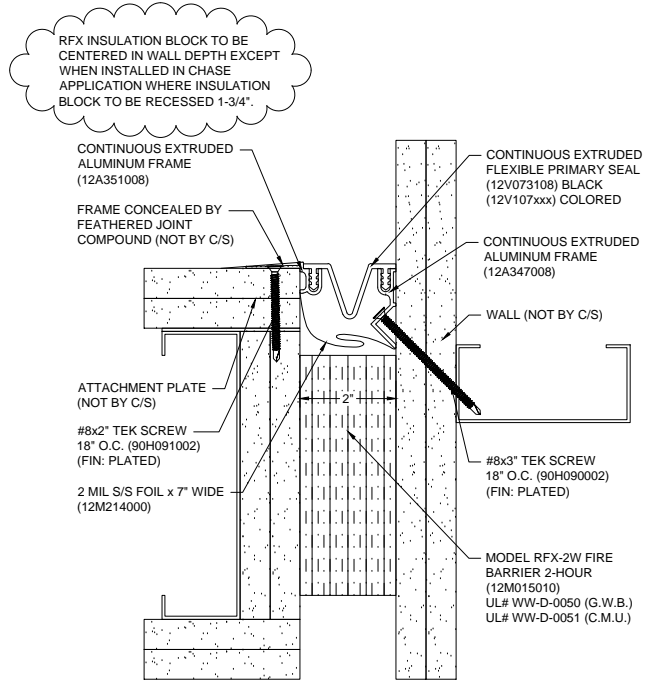 RFX INSULATION BLOCK TO BE
CENTERED IN WALL DEPTH EXCEPT
WHEN INSTALLED IN CHASE
APPLICATION WHERE INSULATION
BLOCK TO BE RECESSED 1-3/4".
CONTINUOUS EXTRUDED
ALUMINUM FRAME
(12A351008)
FRAME CONCEALED BY
FEATHERED JOINT
COMPOUND (NOT BY C/S)
ATTACHMENT PLATE
(NOT BY C/S)
#8x2" TEK SCREW
18" O.C. (90H091002)
(FIN: PLATED)
2 MIL S/S FOIL x 7" WIDE
(12M214000)
2"
CONTINUOUS EXTRUDED
FLEXIBLE PRIMARY SEAL
(12V073108) BLACK
(12V107xxx) COLORED
CONTINUOUS EXTRUDED
ALUMINUM FRAME
(12A347008)
WALL (NOT BY C/S)
#8x3" TEK SCREW
18" O.C. (90H090002)
(FIN: PLATED)
MODEL RFX-2W FIRE
BARRIER 2-HOUR
(12M015010)
UL# WW-D-0050 (G.W.B.)
UL# WW-D-0051 (C.M.U.)